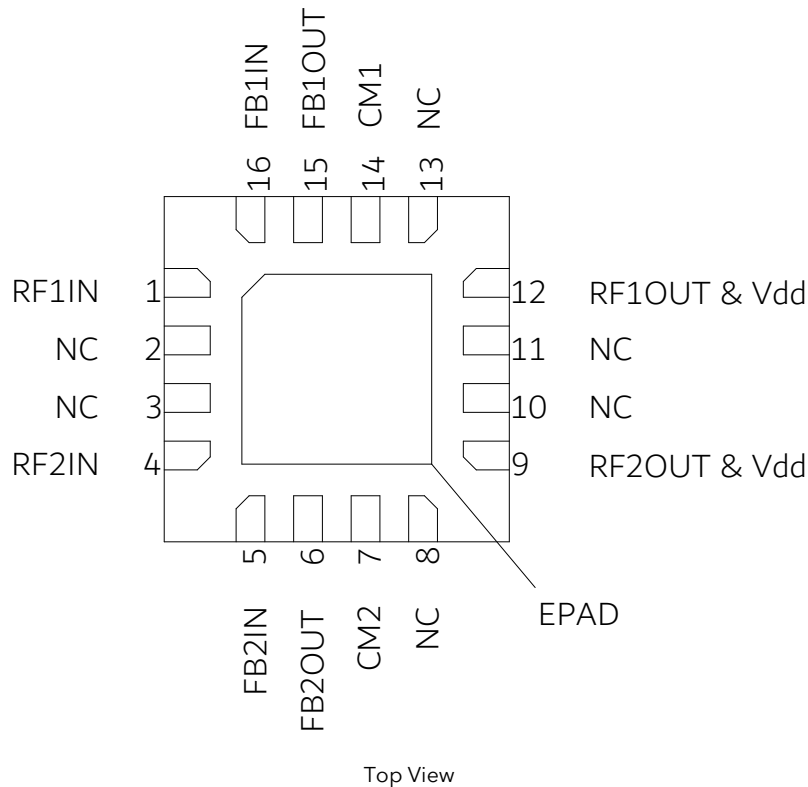 FB1IN
FB1OUT
CM1
NC
16
15
14
13
RF1IN 1
NC 2
NC 3
RF2IN 4
12 RF1OUT & Vdd
11 NC
10 NC
9 RF2OUT & Vdd
5
6
7
8
FB2IN
FB2OUT
CM2
NC
EPAD
Top View